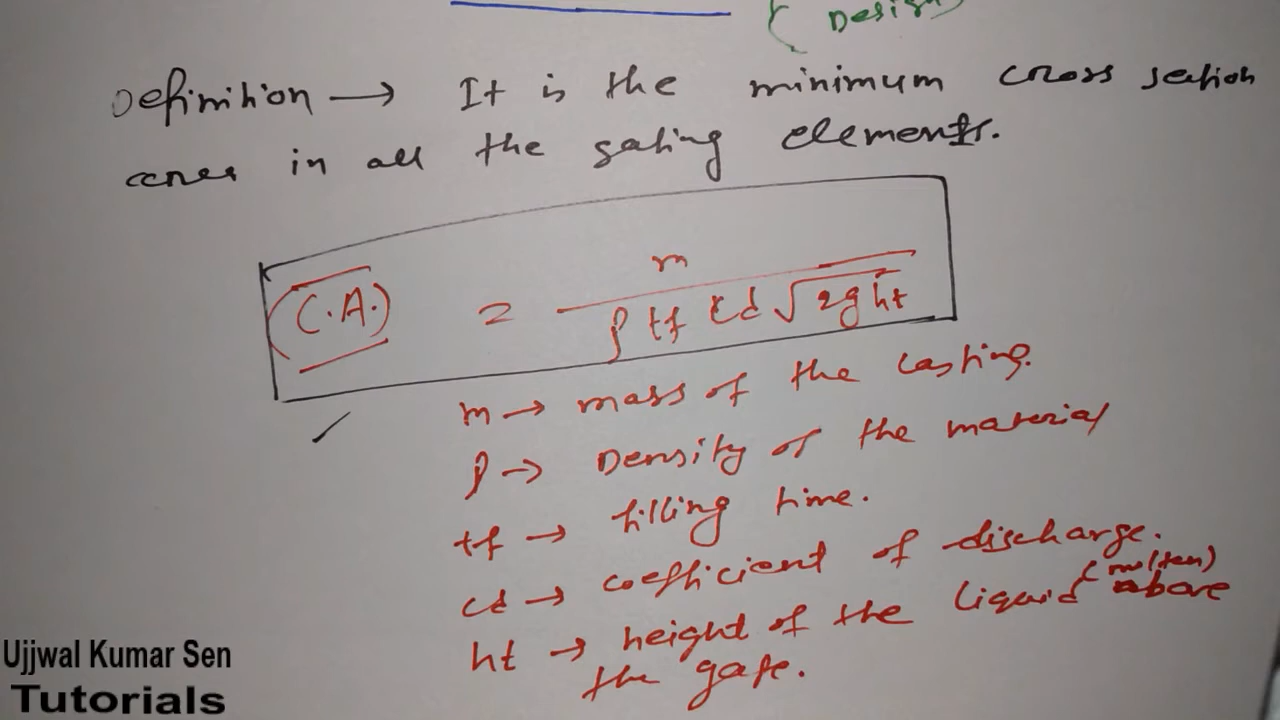 ( Design)
Definition → It is the minimum cross section
area in all the gating elements.
(C.A.) = m / ρ tf cd √2ght
m → mass of the casting.
ρ → Density of the material
tf → filling time.
cd → coefficient of discharge.
ht → height of the liquid (molten) above
the gate.
Ujjwal Kumar Sen
Tutorials